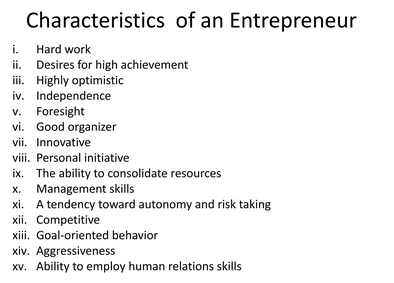 Characteristics of an Entrepreneur
i. Hard work
ii. Desires for high achievement
iii. Highly optimistic
iv. Independence
v. Foresight
vi. Good organizer
vii. Innovative
viii. Personal initiative
ix. The ability to consolidate resources
x. Management skills
xi. A tendency toward autonomy and risk taking
xii. Competitive
xiii. Goal-oriented behavior
xiv. Aggressiveness
xv. Ability to employ human relations skills